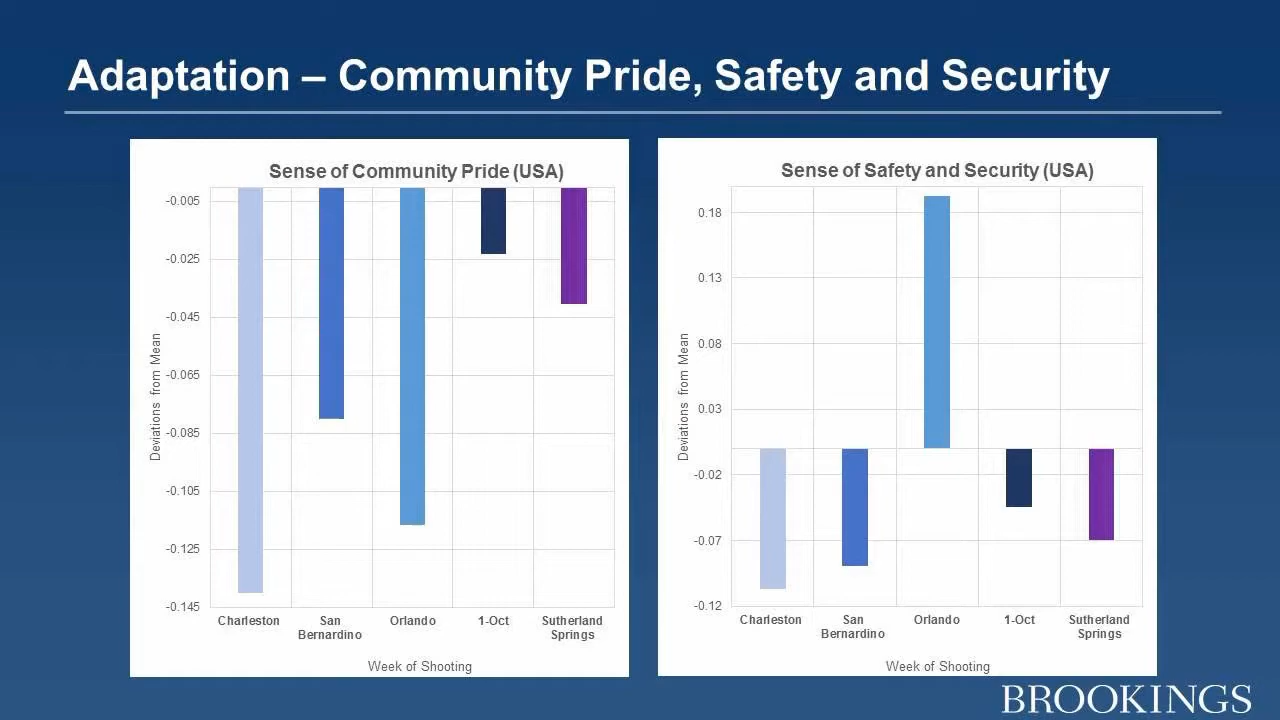 Adaptation – Community Pride, Safety and Security
Sense of Community Pride (USA)
-0.005
-0.025
-0.045
-0.065
-0.085
-0.105
-0.125
-0.145
Deviations from Mean
Charleston
San
Bernardino
Orlando
1-Oct
Sutherland
Springs
Week of Shooting
Sense of Safety and Security (USA)
0.18
0.13
0.08
0.03
-0.02
-0.07
-0.12
Deviations from Mean
Charleston
San
Bernardino
Orlando
1-Oct
Sutherland
Springs
Week of Shooting
BROOKINGS